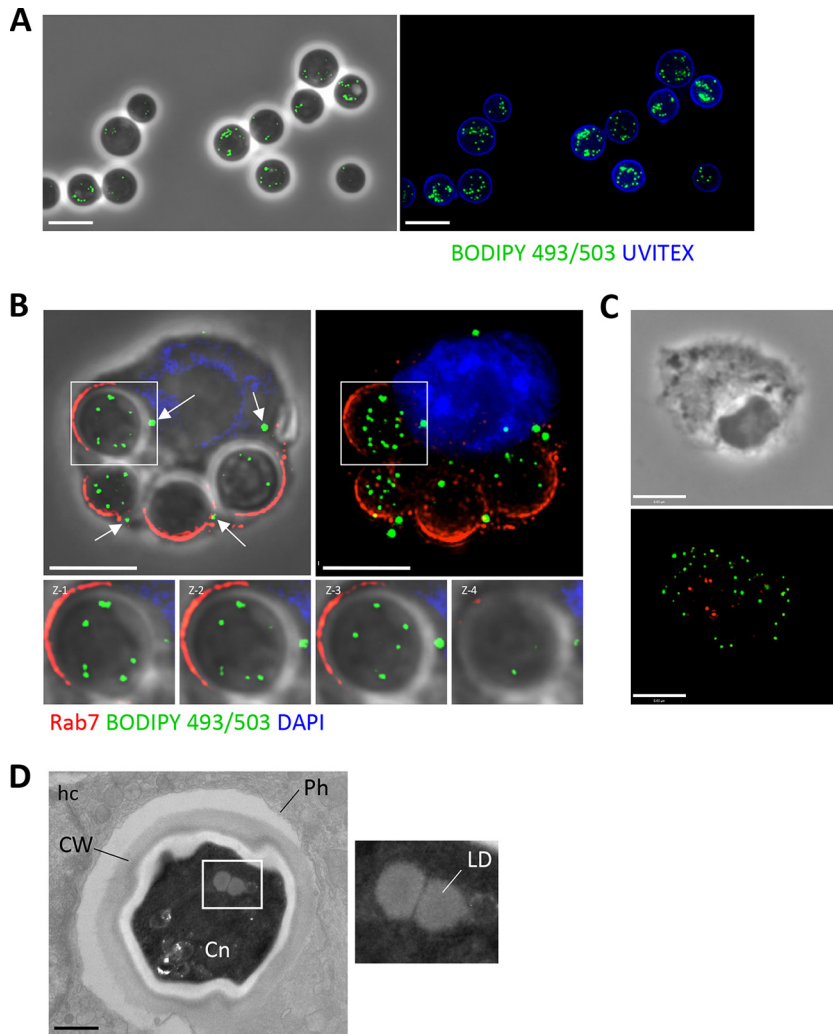 A
BODIPY 493/503 UVITEX
B
C
Z-1
Z-2
Z-3
Z-4
Rab7 BODIPY 493/503 DAPI
D
hc
Ph
CW
Cn
LD